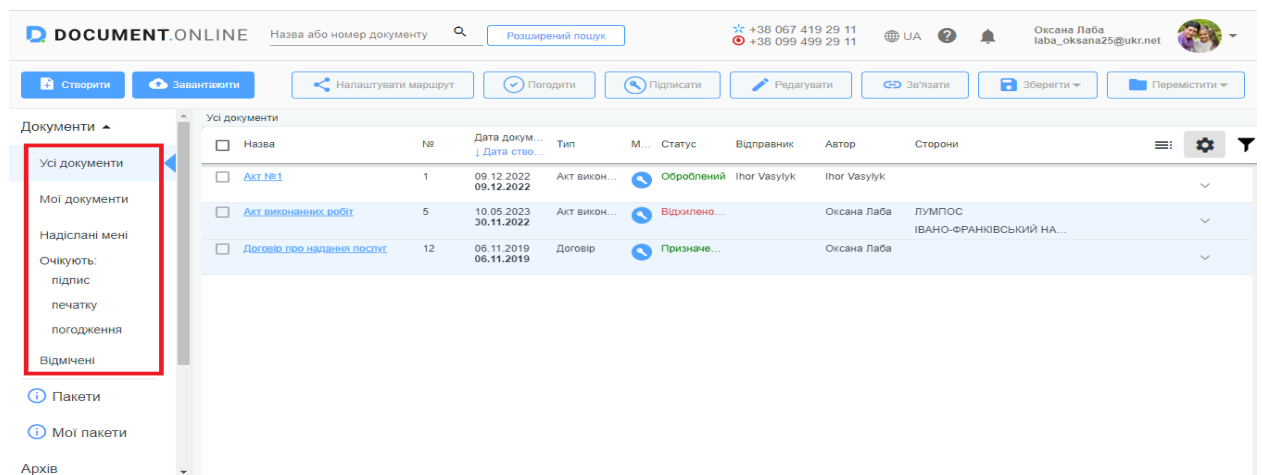 DOCUMENT.ONLINE
Назва або номер документу
Розширений пошук
+38 067 419 29 11
+38 099 499 29 11
UA
Оксана Лаба
laba_oksana25@ukr.net
Створити
Завантажити
Налаштувати маршрут
Погодити
Підписати
Редагувати
Зв'язати
Зберегти
Перемістити
Документи
Усі документи
Мої документи
Надіслані мені
Очікують:
підпис
печатку
погодження
Відмічені
Пакети
Мої пакети
Архів
Усі документи
Назва № Дата докум... Тип М... Статус Відправник Автор Сторони
↓ Дата ство...
Акт №1 1 09.12.2022 Акт викон... Оброблений Ihor Vasylyk Ihor Vasylyk
09.12.2022
Акт виконанних робіт 5 10.05.2023 Акт викон... Відхилено... Оксана Лаба ЛУМПОС
30.11.2022 ІВАНО-ФРАНКІВСЬКИЙ НА...
Договір про надання послуг 12 06.11.2019 Договір Призначе... Оксана Лаба
06.11.2019